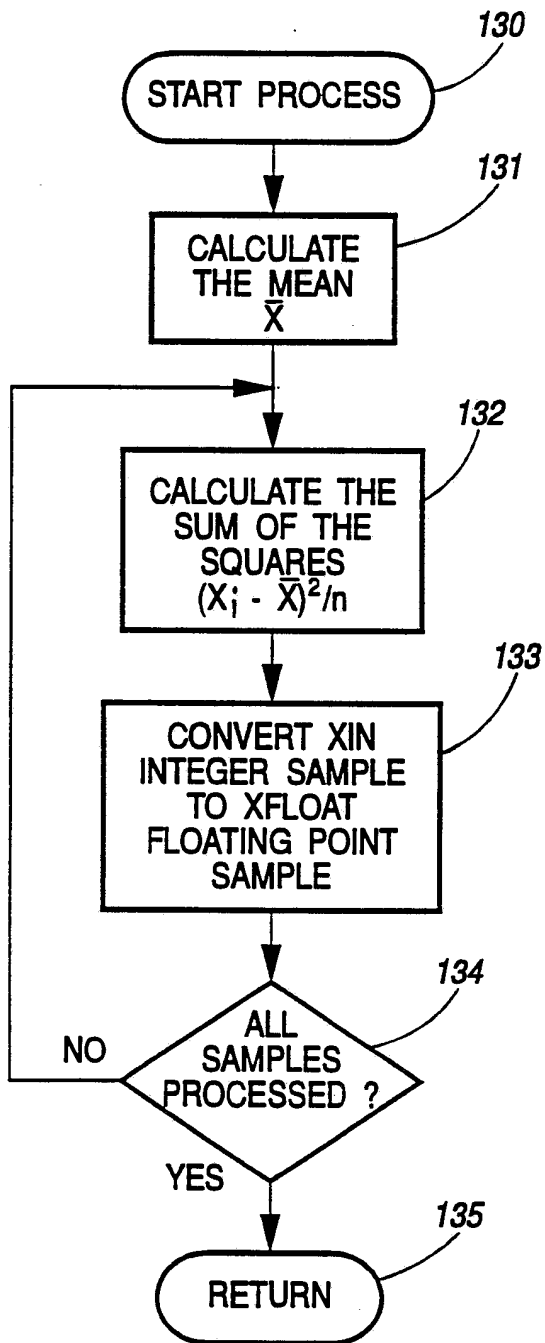 130
START PROCESS
131
CALCULATE
THE MEAN
X̅
132
CALCULATE THE
SUM OF THE
SQUARES
(Xi - X̅)²/n
133
CONVERT XIN
INTEGER SAMPLE
TO XFLOAT
FLOATING POINT
SAMPLE
134
ALL
SAMPLES
PROCESSED ?
NO
YES
135
RETURN